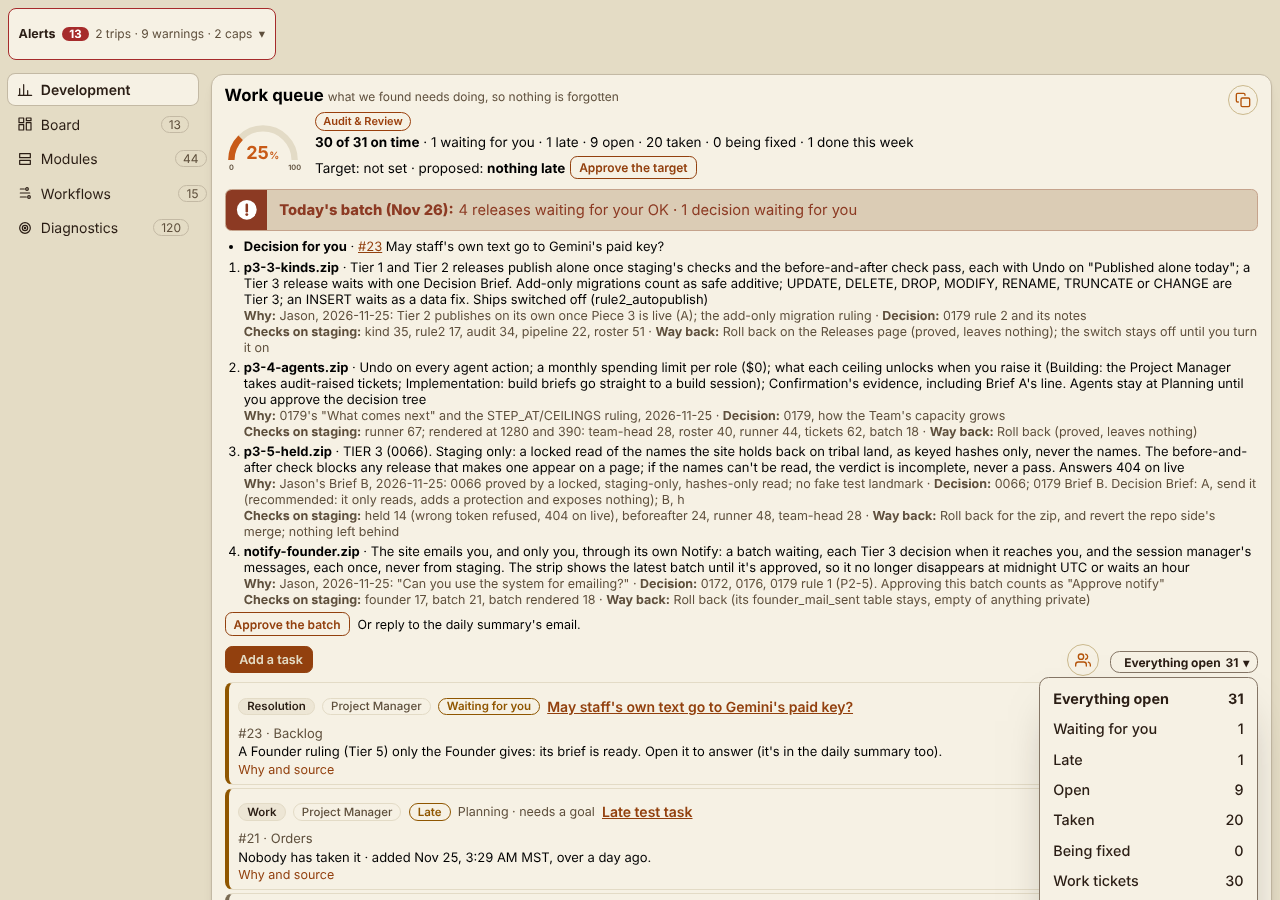 Alerts 13 2 trips · 9 warnings · 2 caps ▾
Development
Board 13
Modules 44
Workflows 15
Diagnostics 120
Work queue what we found needs doing, so nothing is forgotten
Audit & Review
25%
0 100
30 of 31 on time · 1 waiting for you · 1 late · 9 open · 20 taken · 0 being fixed · 1 done this week
Target: not set · proposed: nothing late Approve the target
Today's batch (Nov 26): 4 releases waiting for your OK · 1 decision waiting for you
• Decision for you · #23 May staff's own text go to Gemini's paid key?
1. p3-3-kinds.zip · Tier 1 and Tier 2 releases publish alone once staging's checks and the before-and-after check pass, each with Undo on "Published alone today"; a
Tier 3 release waits with one Decision Brief. Add-only migrations count as safe additive; UPDATE, DELETE, DROP, MODIFY, RENAME, TRUNCATE or CHANGE are
Tier 3; an INSERT waits as a data fix. Ships switched off (rule2_autopublish)
Why: Jason, 2026-11-25: Tier 2 publishes on its own once Piece 3 is live (A); the add-only migration ruling · Decision: 0179 rule 2 and its notes
Checks on staging: kind 35, rule2 17, audit 34, pipeline 22, roster 51 · Way back: Roll back on the Releases page (proved, leaves nothing); the switch stays off until you turn
it on
2. p3-4-agents.zip · Undo on every agent action; a monthly spending limit per role ($0); what each ceiling unlocks when you raise it (Building: the Project Manager
takes audit-raised tickets; Implementation: build briefs go straight to a build session); Confirmation's evidence, including Brief A's line. Agents stay at Planning until
you approve the decision tree
Why: 0179's "What comes next" and the STEP_AT/CEILINGS ruling, 2026-11-25 · Decision: 0179, how the Team's capacity grows
Checks on staging: runner 67; rendered at 1280 and 390: team-head 28, roster 40, runner 44, tickets 62, batch 18 · Way back: Roll back (proved, leaves nothing)
3. p3-5-held.zip · TIER 3 (0066). Staging only: a locked read of the names the site holds back on tribal land, as keyed hashes only, never the names. The before-and-
after check blocks any release that makes one appear on a page; if the names can't be read, the verdict is incomplete, never a pass. Answers 404 on live
Why: Jason's Brief B, 2026-11-25: 0066 proved by a locked, staging-only, hashes-only read; no fake test landmark · Decision: 0066; 0179 Brief B. Decision Brief: A, send it
(recommended: it only reads, adds a protection and exposes nothing); B, h
Checks on staging: held 14 (wrong token refused, 404 on live), beforeafter 24, runner 48, team-head 28 · Way back: Roll back for the zip, and revert the repo side's
merge; nothing left behind
4. notify-founder.zip · The site emails you, and only you, through its own Notify: a batch waiting, each Tier 3 decision when it reaches you, and the session manager's
messages, each once, never from staging. The strip shows the latest batch until it's approved, so it no longer disappears at midnight UTC or waits an hour
Why: Jason, 2026-11-25: "Can you use the system for emailing?" · Decision: 0172, 0176, 0179 rule 1 (P2-5). Approving this batch counts as "Approve notify"
Checks on staging: founder 17, batch 21, batch rendered 18 · Way back: Roll back (its founder_mail_sent table stays, empty of anything private)
Approve the batch Or reply to the daily summary's email.
Add a task
Everything open 31 ▾
Everything open 31
Waiting for you 1
Late 1
Open 9
Taken 20
Being fixed 0
Work tickets 30
Resolution Project Manager Waiting for you May staff's own text go to Gemini's paid key?
#23 · Backlog
A Founder ruling (Tier 5) only the Founder gives: its brief is ready. Open it to answer (it's in the daily summary too).
Why and source
Work Project Manager Late Planning · needs a goal Late test task
#21 · Orders
Nobody has taken it · added Nov 25, 3:29 AM MST, over a day ago.
Why and source